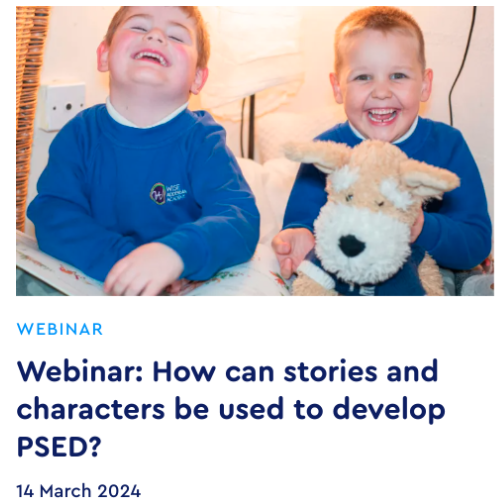 WEBINAR
Webinar: How can stories and
characters be used to develop
PSED?
14 March 2024